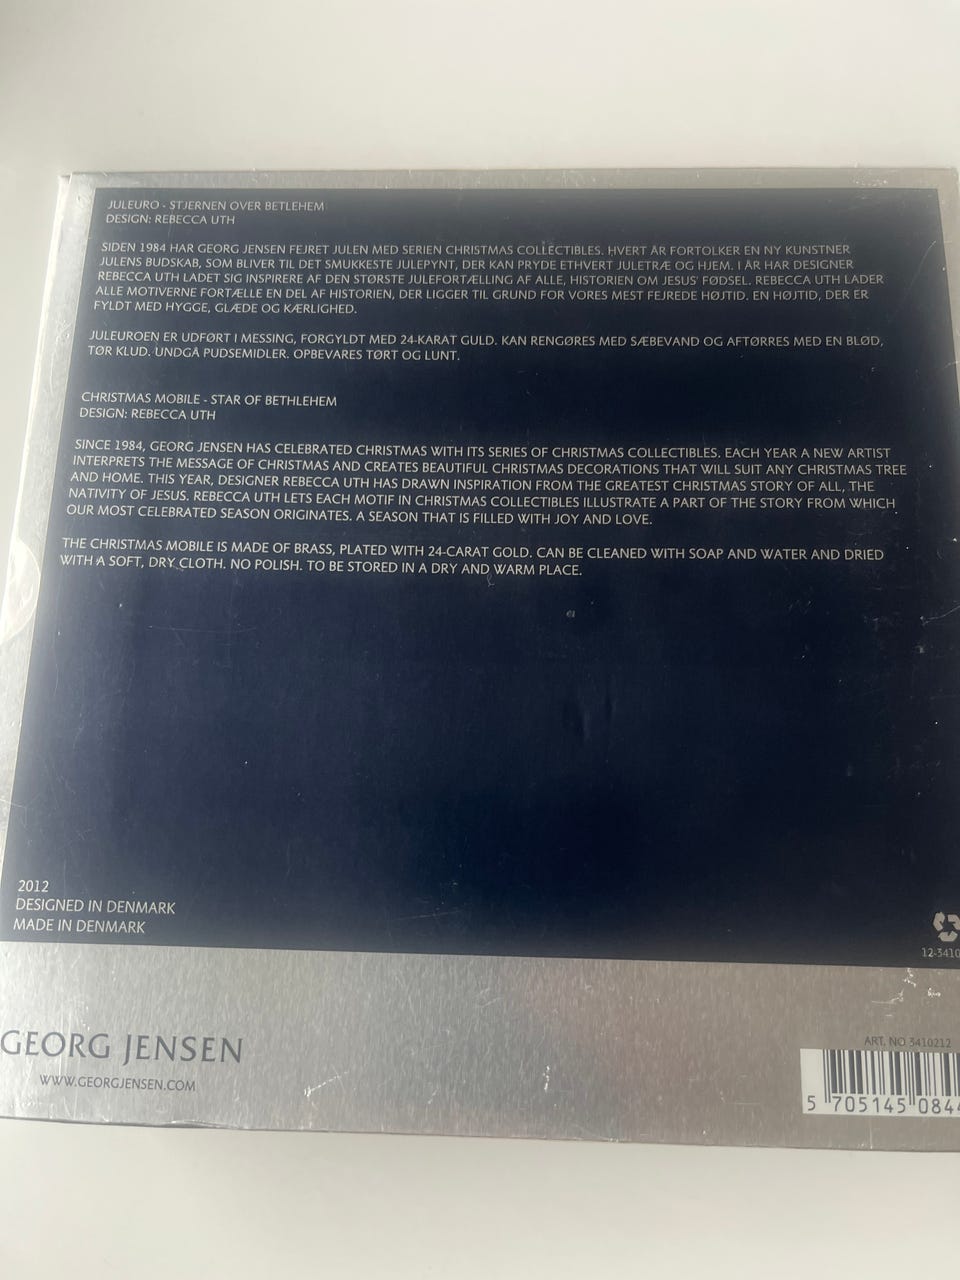 JULEURO - STJERNEN OVER BETLEHEM
DESIGN: REBECCA UTH
SIDEN 1984 HAR GEORG JENSEN FEJRET JULEN MED SERIEN CHRISTMAS COLLECTIBLES. HVERT ÅR FORTOLKER EN NY KUNSTNER
JULENS BUDSKAB, SOM BLIVER TIL DET SMUKKESTE JULEPYNT, DER KAN PRYDE ETHVERT JULETRÆ OG HJEM. I ÅR HAR DESIGNER
REBECCA UTH LADET SIG INSPIRERE AF DEN STØRSTE JULEFORTÆLLING AF ALLE, HISTORIEN OM JESUS' FØDSEL. REBECCA UTH LADER
ALLE MOTIVERNE FORTÆLLE EN DEL AF HISTORIEN, DER LIGGER TIL GRUND FOR VORES MEST FEJREDE HØJTID. EN HØJTID, DER ER
FYLDT MED HYGGE, GLÆDE OG KÆRLIGHED.
JULEUROEN ER UDFØRT I MESSING, FORGYLDT MED 24-KARAT GULD. KAN RENGØRES MED SÆBEVAND OG AFTØRRES MED EN BLØD,
TØR KLUD. UNDGÅ PUDSEMIDLER. OPBEVARES TØRT OG LUNT.
CHRISTMAS MOBILE - STAR OF BETHLEHEM
DESIGN: REBECCA UTH
SINCE 1984, GEORG JENSEN HAS CELEBRATED CHRISTMAS WITH ITS SERIES OF CHRISTMAS COLLECTIBLES. EACH YEAR A NEW ARTIST
INTERPRETS THE MESSAGE OF CHRISTMAS AND CREATES BEAUTIFUL CHRISTMAS DECORATIONS THAT WILL SUIT ANY CHRISTMAS TREE
AND HOME. THIS YEAR, DESIGNER REBECCA UTH HAS DRAWN INSPIRATION FROM THE GREATEST CHRISTMAS STORY OF ALL, THE
NATIVITY OF JESUS. REBECCA UTH LETS EACH MOTIF IN CHRISTMAS COLLECTIBLES ILLUSTRATE A PART OF THE STORY FROM WHICH
OUR MOST CELEBRATED SEASON ORIGINATES. A SEASON THAT IS FILLED WITH JOY AND LOVE.
THE CHRISTMAS MOBILE IS MADE OF BRASS, PLATED WITH 24-CARAT GOLD. CAN BE CLEANED WITH SOAP AND WATER AND DRIED
WITH A SOFT, DRY CLOTH. NO POLISH. TO BE STORED IN A DRY AND WARM PLACE.
2012
DESIGNED IN DENMARK
MADE IN DENMARK
12-3410
GEORG JENSEN
WWW.GEORGJENSEN.COM
ART. NO 3410212
5 705145 084